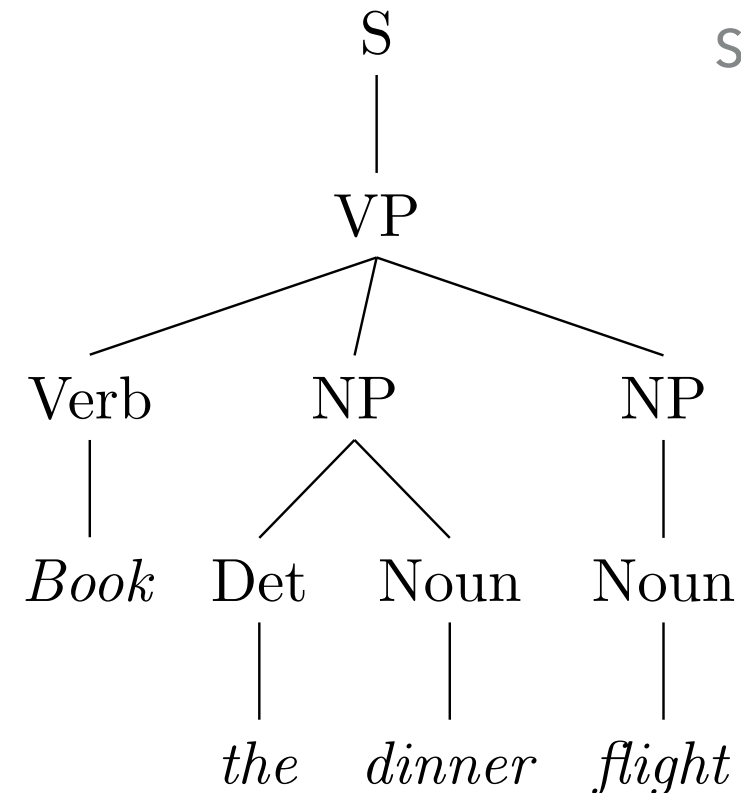 S
S
VP
Verb NP NP
Book Det Noun Noun
the dinner flight